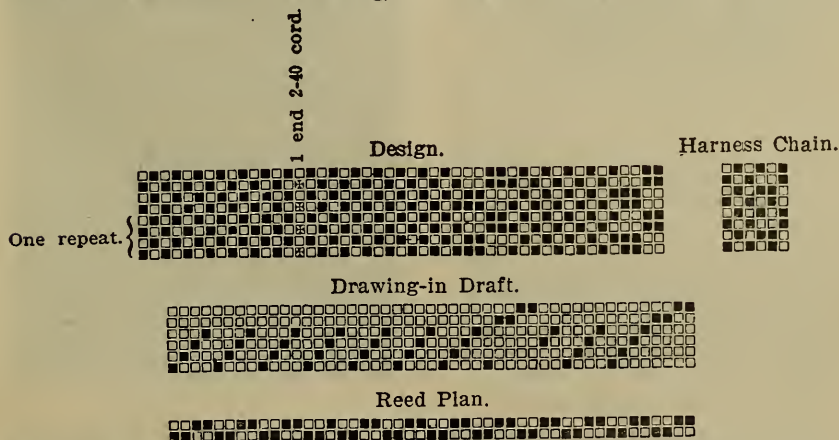 1 end 2-40 cord.
Design.
Harness Chain.
One repeat.
Drawing-in Draft.
Reed Plan.